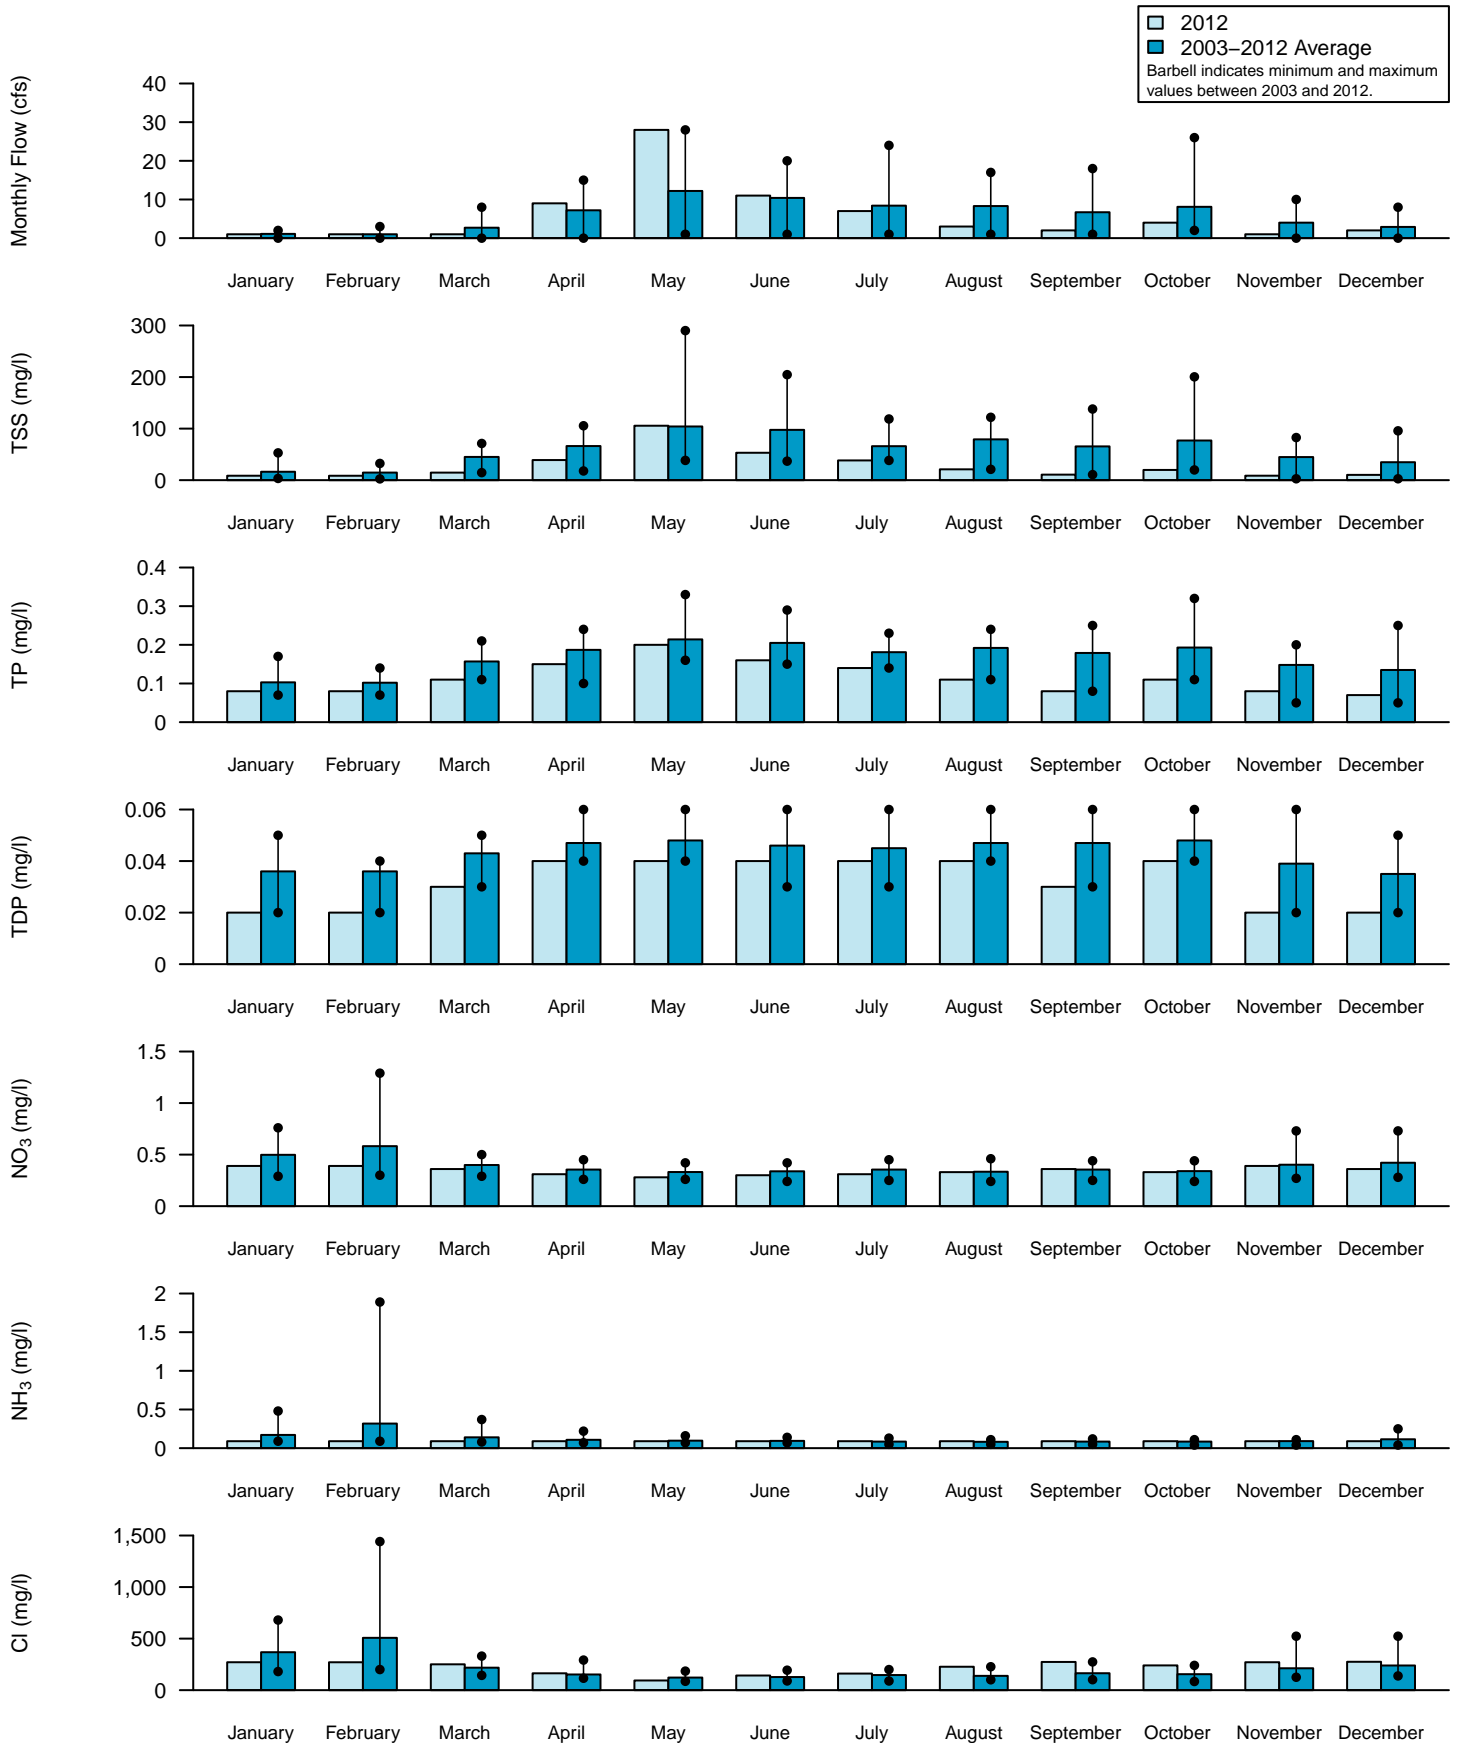 2012
2003–2012 Average
Barbell indicates minimum and maximum
values between 2003 and 2012.
Monthly Flow (cfs)
40
30
20
10
0
January February March April May June July August September October November December
TSS (mg/l)
300
200
100
0
January February March April May June July August September October November December
TP (mg/l)
0.4
0.3
0.2
0.1
0
January February March April May June July August September October November December
TDP (mg/l)
0.06
0.04
0.02
0
January February March April May June July August September October November December
NO3 (mg/l)
1.5
1
0.5
0
January February March April May June July August September October November December
NH3 (mg/l)
2
1.5
1
0.5
0
January February March April May June July August September October November December
Cl (mg/l)
1,500
1,000
500
0
January February March April May June July August September October November December